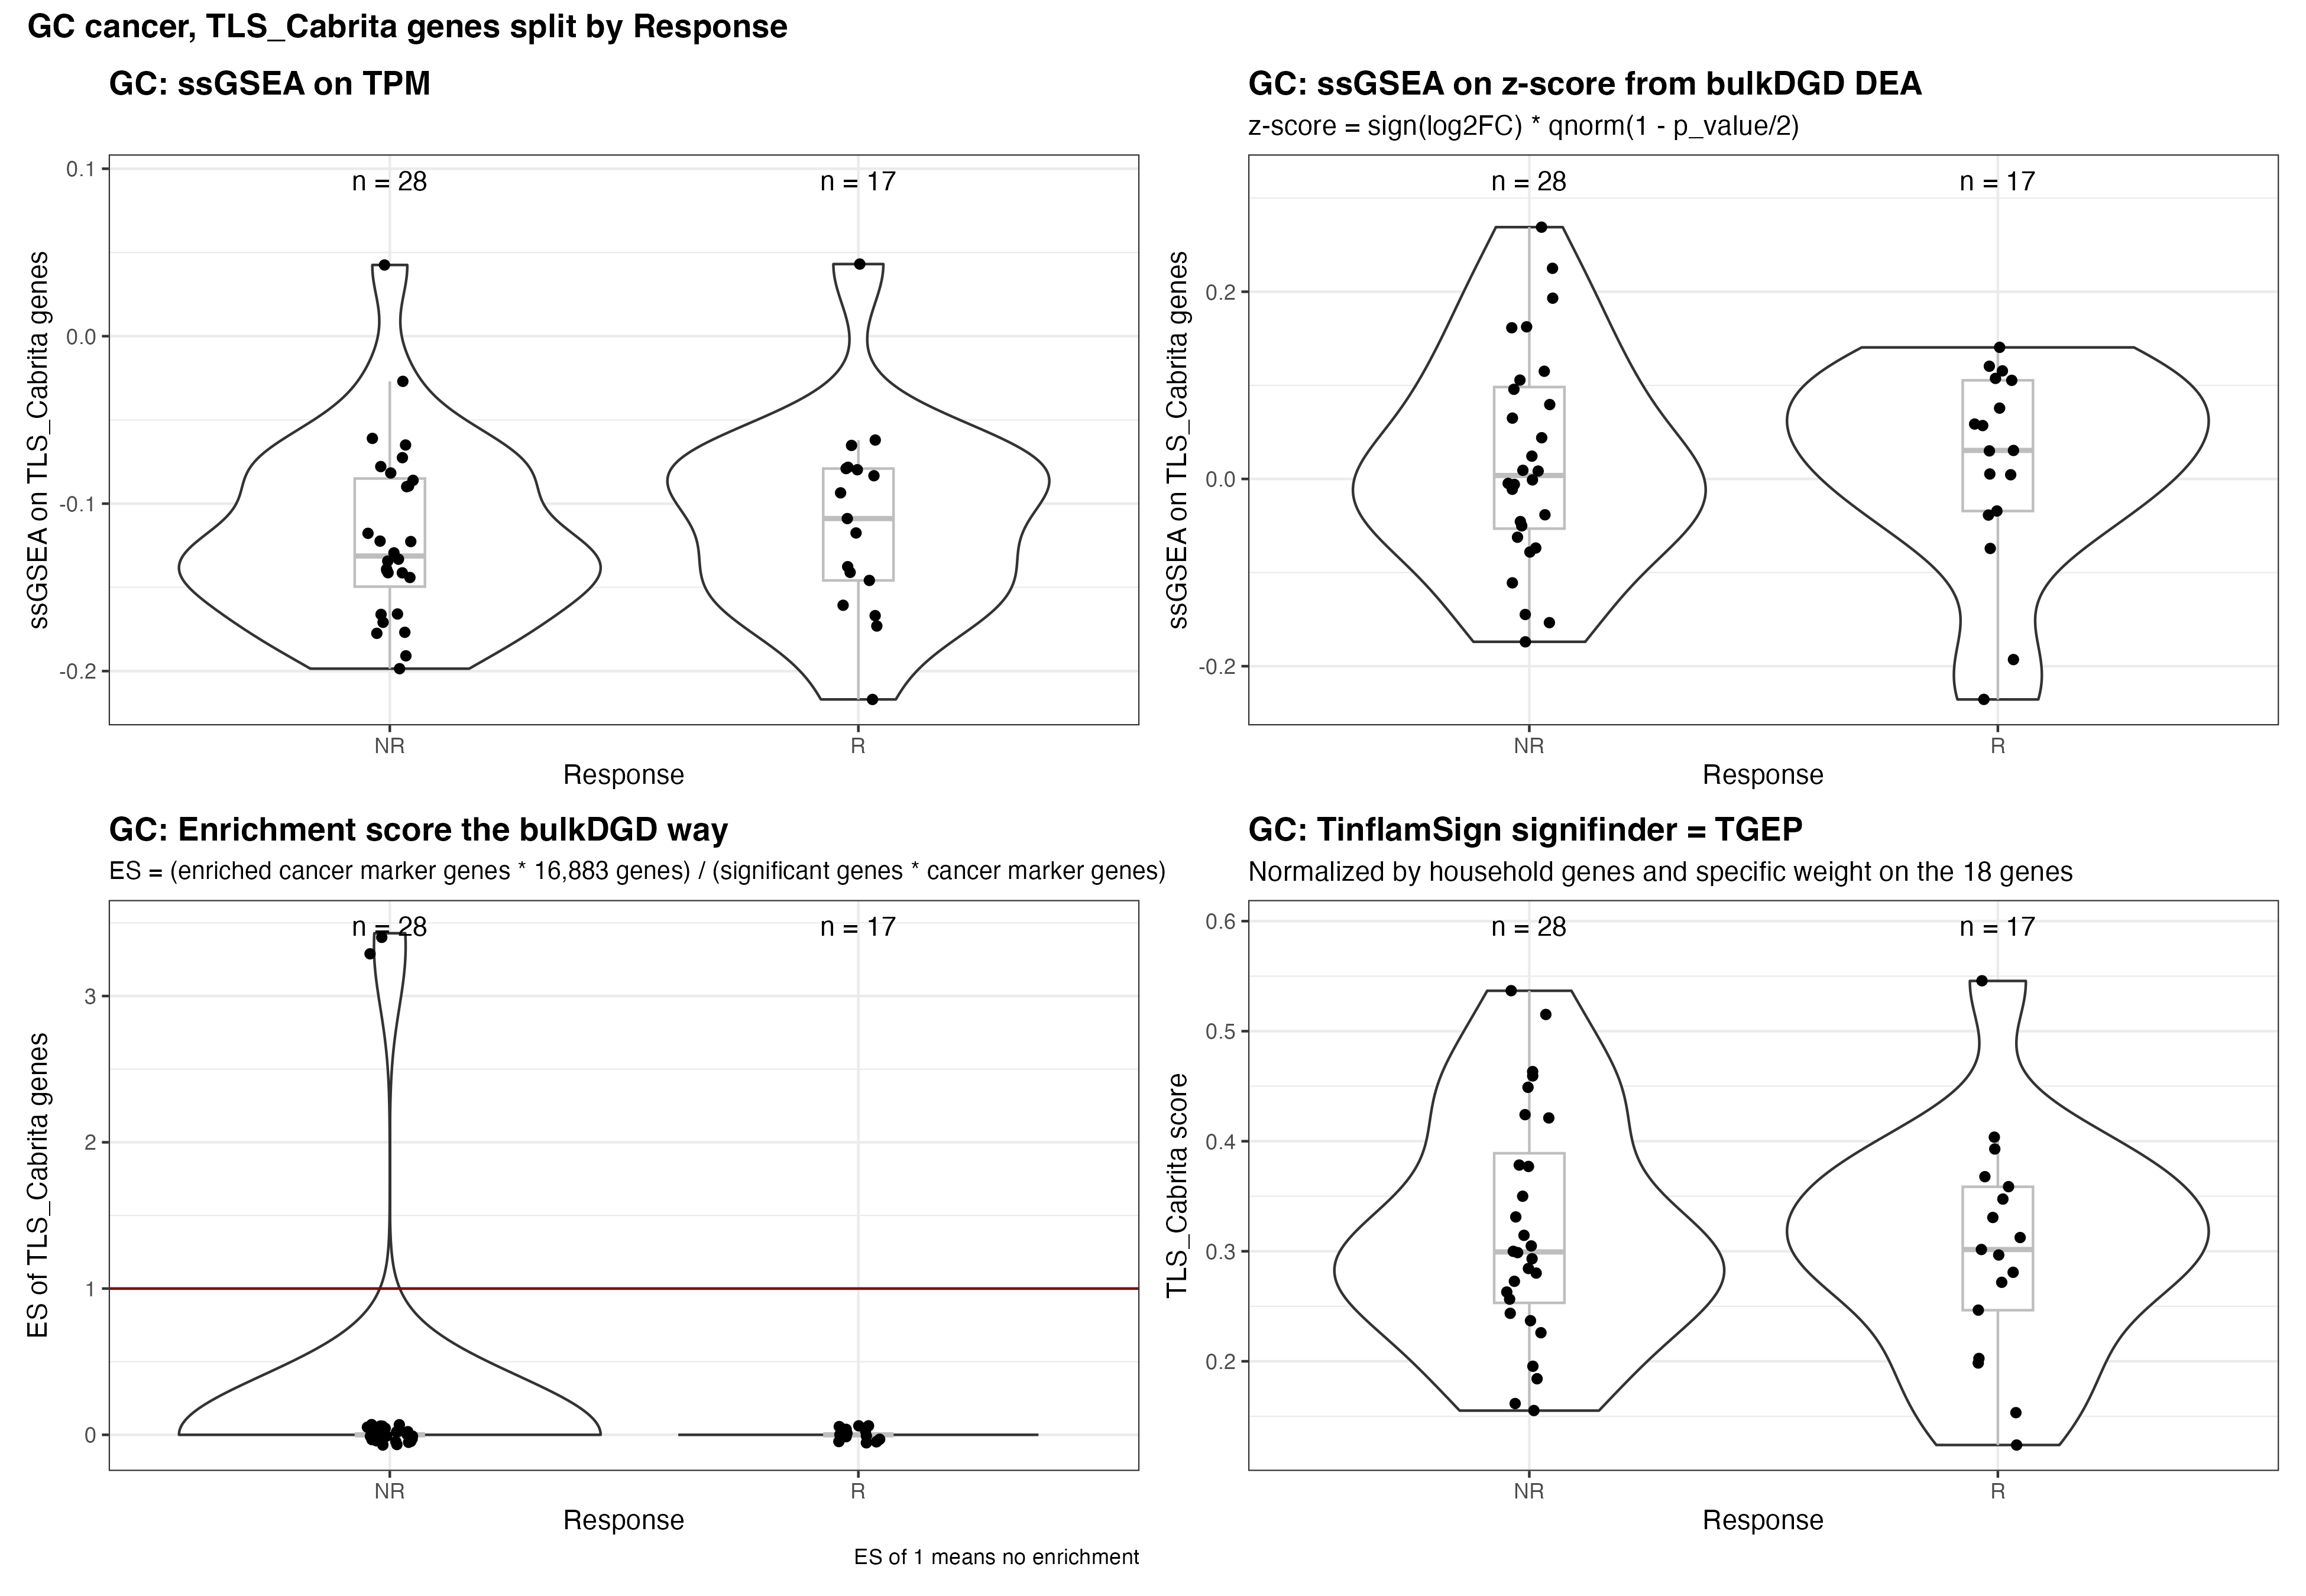 GC cancer, TLS_Cabrita genes split by Response
GC: ssGSEA on TPM
n = 28
n = 17
0.1
0.0
-0.1
-0.2
ssGSEA on TLS_Cabrita genes
NR
R
Response
GC: ssGSEA on z-score from bulkDGD DEA
z-score = sign(log2FC) * qnorm(1 - p_value/2)
n = 28
n = 17
0.2
0.0
-0.2
ssGSEA on TLS_Cabrita genes
NR
R
Response
GC: Enrichment score the bulkDGD way
ES = (enriched cancer marker genes * 16,883 genes) / (significant genes * cancer marker genes)
n = 28
n = 17
3
2
1
0
ES of TLS_Cabrita genes
NR
R
Response
ES of 1 means no enrichment
GC: TinflamSign signifinder = TGEP
Normalized by household genes and specific weight on the 18 genes
n = 28
n = 17
0.6
0.5
0.4
0.3
0.2
TLS_Cabrita score
NR
R
Response